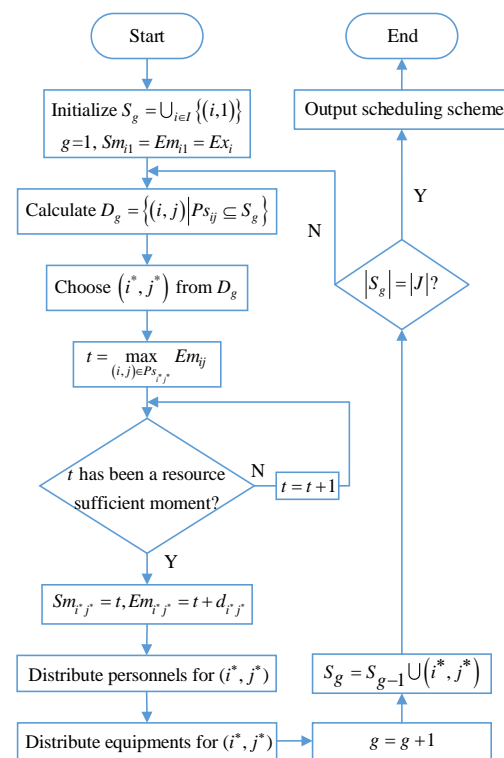 Start
Initialize S_g = ⋃_{i∈I} {(i,1)}
g=1, Sm_{i1} = Em_{i1} = Ex_i
Calculate D_g = {(i, j)|Ps_{ij} ⊆ S_g}
Choose (i^*, j^*) from D_g
t = max_{(i,j)∈Ps_{i^*j^*}} Em_{ij}
t has been a resource
sufficient moment?
N
t = t+1
Y
Sm_{i^*j^*} = t, Em_{i^*j^*} = t + d_{i^*j^*}
Distribute personnels for (i^*, j^*)
Distribute equipments for (i^*, j^*)
g = g+1
S_g = S_{g−1} ⋃ (i^*, j^*)
|S_g| = |J|?
N
Y
Output scheduling scheme
End